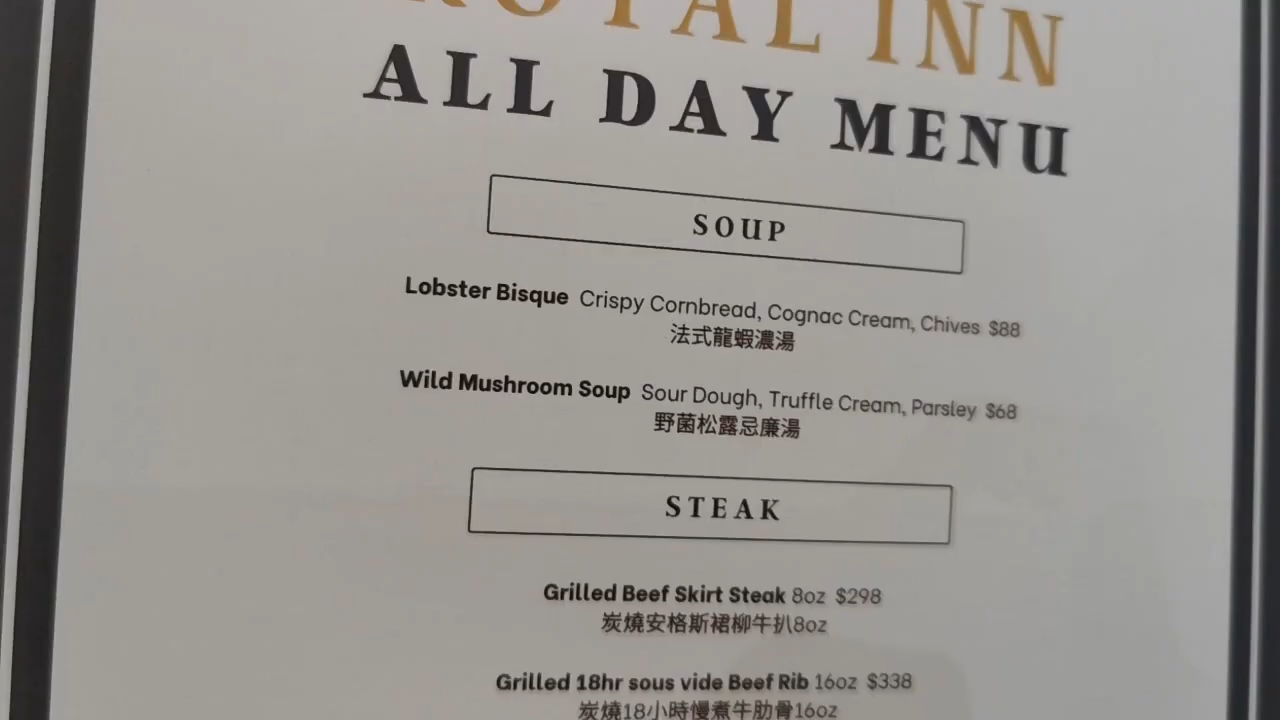 ROYAL INN
ALL DAY MENU
SOUP
Lobster Bisque Crispy Cornbread, Cognac Cream, Chives $88
法式龍蝦濃湯
Wild Mushroom Soup Sour Dough, Truffle Cream, Parsley $68
野菌松露忌廉湯
STEAK
Grilled Beef Skirt Steak 8oz $298
炭燒安格斯裙柳牛扒8oz
Grilled 18hr sous vide Beef Rib 16oz $338
炭燒18小時慢煮牛肋骨16oz